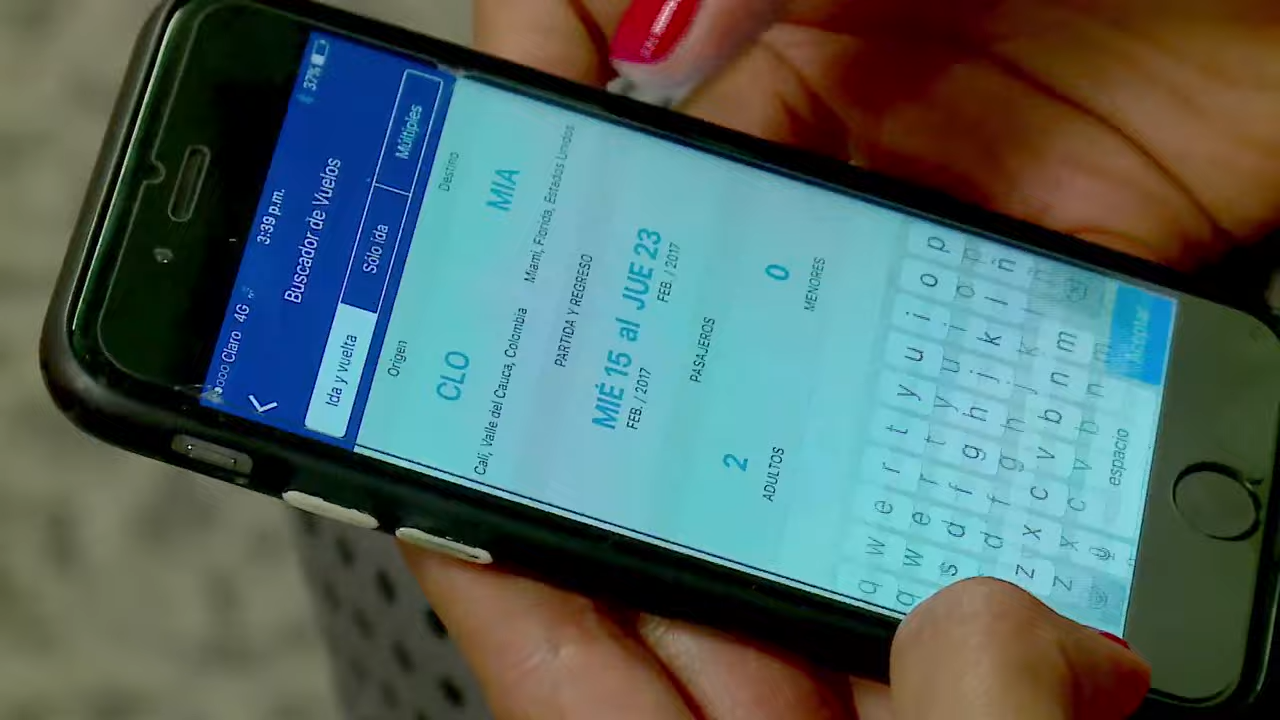 Claro 4G 3:39 p.m. 37%
Buscador de Vuelos
Ida y vuelta Sólo ida Múltiples
Origen Destino
CLO MIA
Cali, Valle del Cauca, Colombia Miami, Florida, Estados Unidos
PARTIDA Y REGRESO
MIÉ 15 al JUE 23
FEB. / 2017 FEB. / 2017
PASAJEROS
2 0
ADULTOS MENORES
q w e r t y u i o p
s d f g h j k l ñ
z x c v b n m
espacio